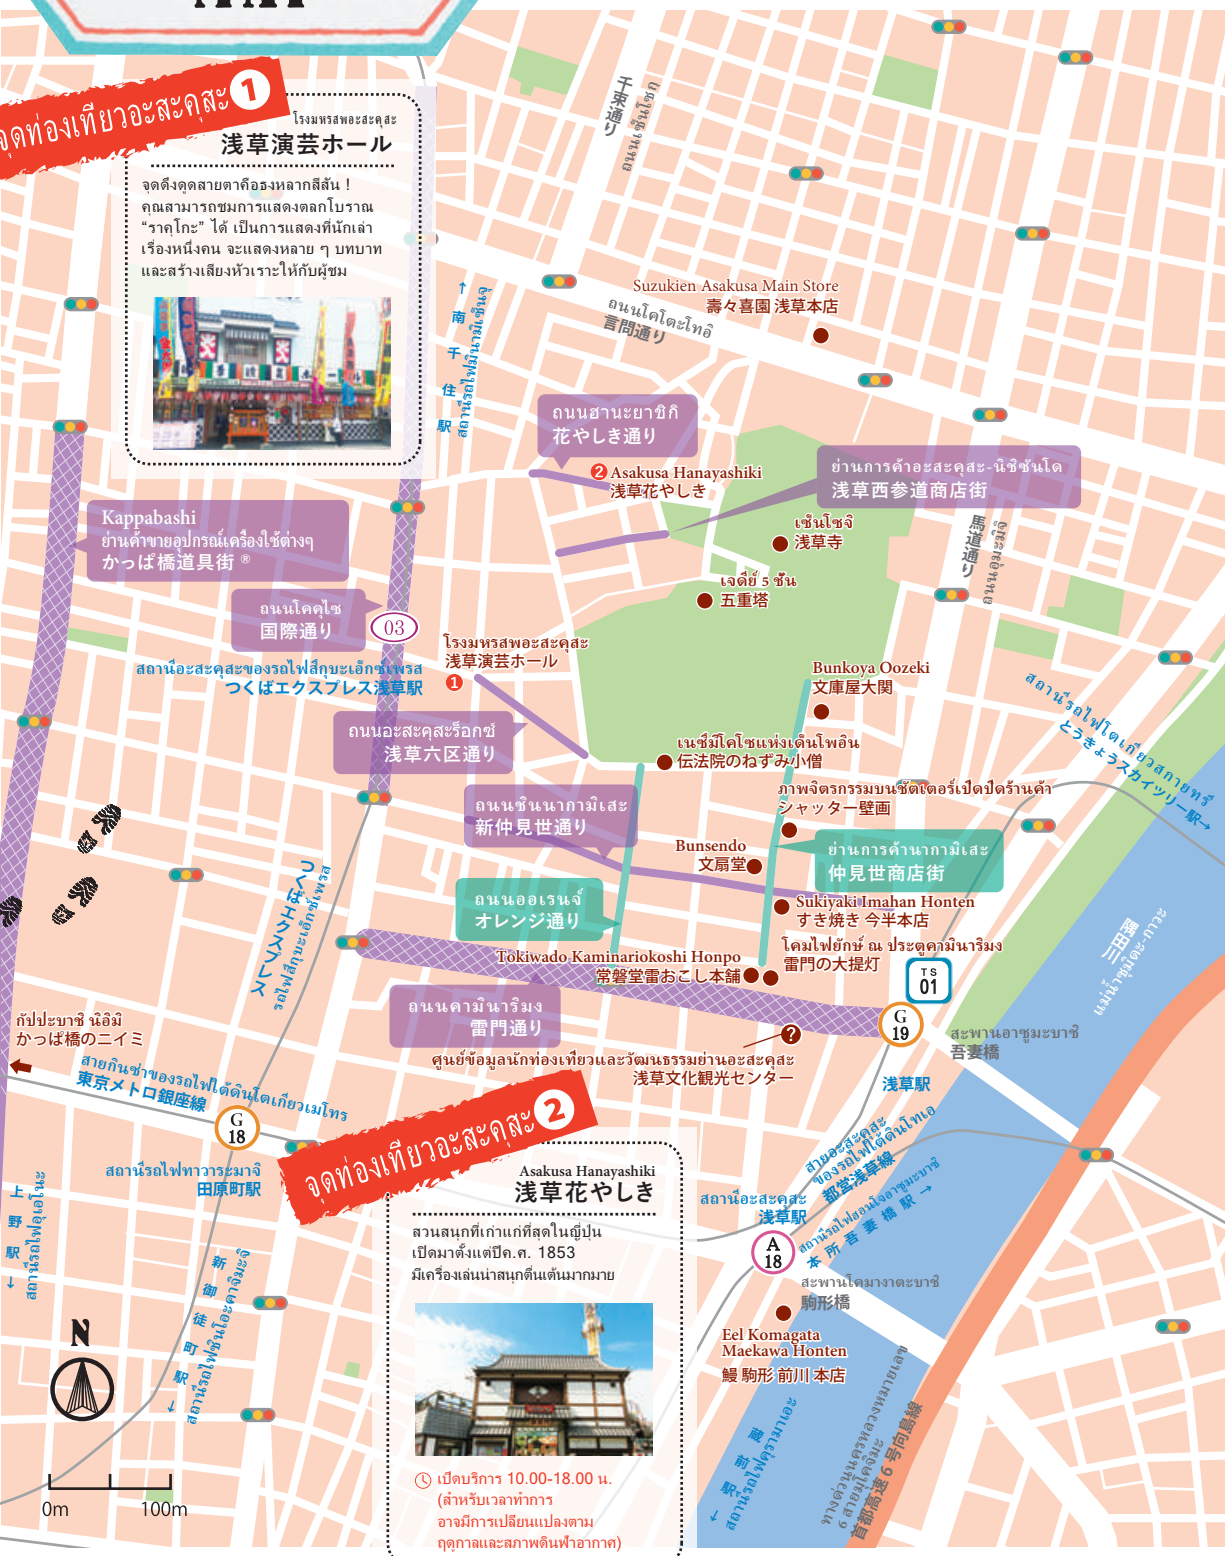 จุดท่องเที่ยวอะสะคุสะ 1
โรงมหรสพอะสะคุสะ
浅草演芸ホール
จุดดึงดูดสายตาคือธงหลากสีสัน !
คุณสามารถชมการแสดงตลกโบราณ
“ราคุโกะ” ได้ เป็นการแสดงที่นักเล่า
เรื่องหนึ่งคน จะแสดงหลาย ๆ บทบาท
และสร้างเสียงหัวเราะให้กับผู้ชม
千束通り
ถนนเซ็นโซกุ
Suzukien Asakusa Main Store
壽々喜園 浅草本店
ถนนโคโตะโทอิ
言問通り
← 南千住駅
สถานีรถไฟมินามิเซ็นจู
ถนนฮานะยาชิกิ
花やしき通り
2 Asakusa Hanayashiki
浅草花やしき
ย่านการค้าอะสะคุสะ-นิชิซันโด
浅草西参道商店街
Kappabashi
ย่านค้าขายอุปกรณ์เครื่องใช้ต่างๆ
かっぱ橋道具街 ®
เซ็นโซจิ
浅草寺
馬道通り
ถนนอุมะมิจิ
เจดีย์ 5 ชั้น
五重塔
ถนนโคคุไซ
国際通り
03
โรงมหรสพอะสะคุสะ
浅草演芸ホール
1
สถานีอะสะคุสะของรถไฟสึกุบะเอ็กซ์เพรส
つくばエクスプレス浅草駅
Bunkoya Oozeki
文庫屋大関
สถานีรถไฟโตเกียวสกายทรี
とうきょうスカイツリー駅→
ถนนอะสะคุสะร็อกซ์
浅草六区通り
เนซึมิโคโซแห่งเด็นโพอิน
伝法院のねずみ小僧
ภาพจิตรกรรมบนชัตเตอร์เปิดปิดร้านค้า
シャッター壁画
ถนนชินนากามิเสะ
新仲見世通り
Bunsendo
文扇堂
ย่านการค้านากามิเสะ
仲見世商店街
つくばエクスプレス
รถไฟสึกุบะเอ็กซ์เพรส
ถนนออเรนจ์
オレンジ通り
Sukiyaki Imahan Honten
すき焼き 今半本店
隅田川
แม่น้ำซุมิดะ-กาวะ
Tokiwado Kaminariokoshi Honpo
常磐堂雷おこし本舗
โคมไฟยักษ์ ณ ประตูคามินาริมง
雷門の大提灯
TS
01
ถนนคามินาริมง
雷門通り
G
19
กัปปะบาชิ นิอิมิ
かっぱ橋のニイミ
?
สะพานอาซูมะบาชิ
吾妻橋
ศูนย์ข้อมูลนักท่องเที่ยวและวัฒนธรรมย่านอะสะคุสะ
浅草文化観光センター
สายกินซ่าของรถไฟใต้ดินโตเกียวเมโทร
東京メトロ銀座線
浅草駅
G
18
สถานีรถไฟทาวาระมาจิ
田原町駅
จุดท่องเที่ยวอะสะคุสะ 2
Asakusa Hanayashiki
浅草花やしき
สวนสนุกที่เก่าแก่ที่สุดในญี่ปุ่น
เปิดมาตั้งแต่ปีค.ศ. 1853
มีเครื่องเล่นน่าสนุกตื่นเต้นมากมาย
สายอะสะคุสะ
ของรถไฟใต้ดินโทเอ
都営浅草線
สถานีรถไฟฮอนโจอาซูมะบาชิ
本所吾妻橋駅 →
สถานีอะสะคุสะ
浅草駅
A
18
上野駅 ←
สถานีรถไฟอุเอโนะ
新御徒町駅 ←
สถานีรถไฟชินโอะคาจิมะจิ
สะพานโคมางาตะบาชิ
駒形橋
Eel Komagata
Maekawa Honten
鰻 駒形 前川 本店
N
蔵前駅 ←
สถานีรถไฟคุรามาเอะ
ทางด่วนนครหลวงหมายเลข
6 สายมุโคจิมะ
首都高速 6 号向島線
0m
100m
เปิดบริการ 10.00-18.00 น.
(สำหรับเวลาทำการ
อาจมีการเปลี่ยนแปลงตาม
ฤดูกาลและสภาพดินฟ้าอากาศ)